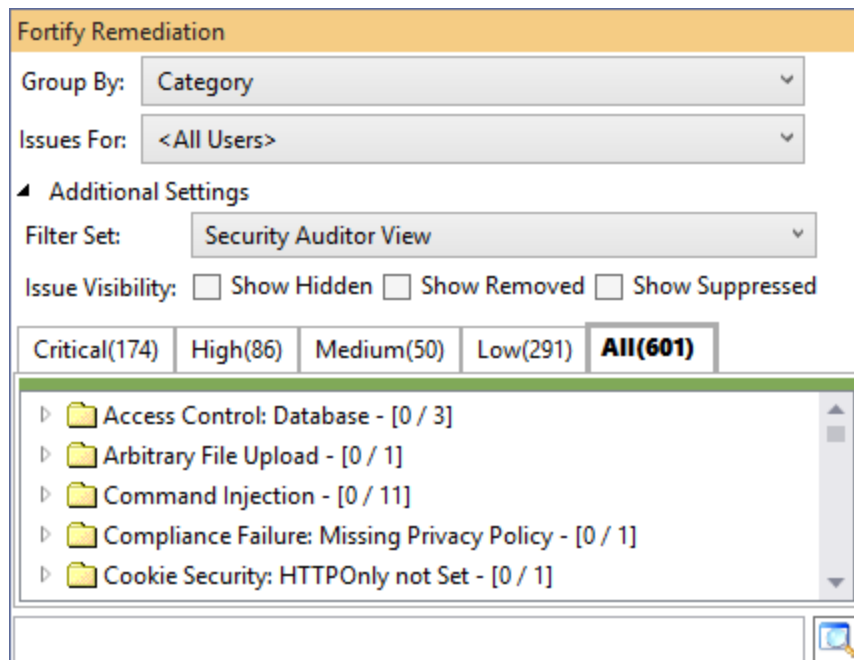 Fortify Remediation
Group By: Category
Issues For: <All Users>
Additional Settings
Filter Set: Security Auditor View
Issue Visibility: Show Hidden Show Removed Show Suppressed
Critical(174) High(86) Medium(50) Low(291) All(601)
Access Control: Database - [0 / 3]
Arbitrary File Upload - [0 / 1]
Command Injection - [0 / 11]
Compliance Failure: Missing Privacy Policy - [0 / 1]
Cookie Security: HTTPOnly not Set - [0 / 1]